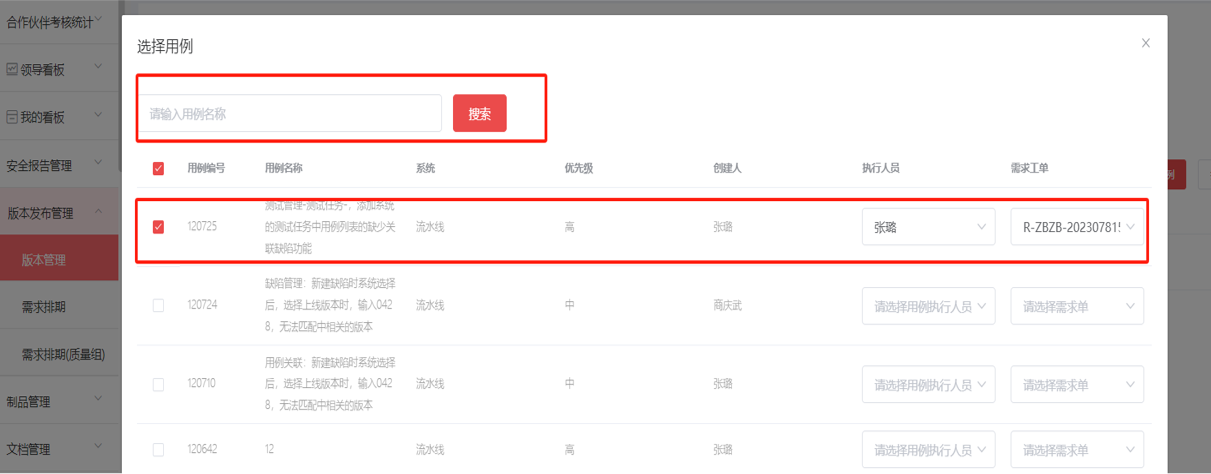 合作伙伴考核统计
领导看板
我的看板
安全报告管理
版本发布管理
版本管理
需求排期
需求排期(质量组)
制品管理
文档管理
选择用例
请输入用例名称 搜索
用例编号 用例名称 系统 优先级 创建人 执行人员 需求工单
120725 测试管理-测试任务-，添加系统 流水线 高 张璐 张璐 R-ZBZB-20230781
的测试任务中用例列表的缺少关
联缺陷功能
120724 缺陷管理：新建缺陷时系统选择 流水线 中 商庆武 请选择用例执行人员 请选择需求单
后，选择上线版本时，输入042
8，无法匹配中相关的版本
120710 用例关联：新建缺陷时系统选择 流水线 中 张璐 请选择用例执行人员 请选择需求单
后，选择上线版本时，输入042
8，无法匹配中相关的版本
120642 12 流水线 高 张璐 请选择用例执行人员 请选择需求单
例